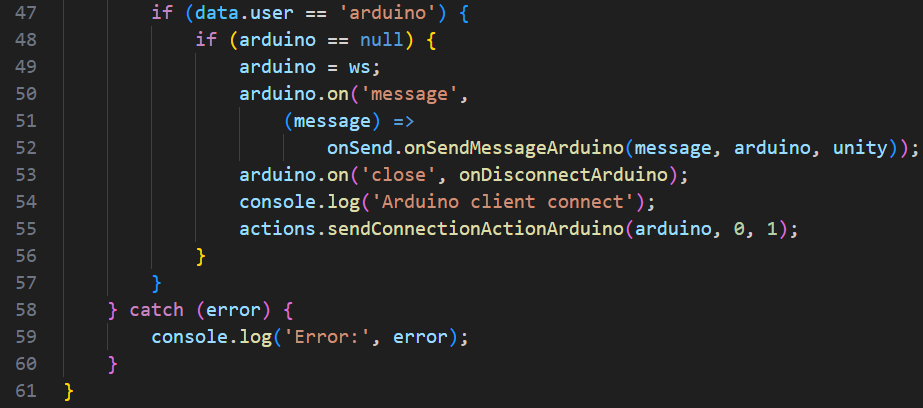 47 if (data.user == 'arduino') {
48 if (arduino == null) {
49 arduino = ws;
50 arduino.on('message',
51 (message) =>
52 onSend.onSendMessageArduino(message, arduino, unity));
53 arduino.on('close', onDisconnectArduino);
54 console.log('Arduino client connect');
55 actions.sendConnectionActionArduino(arduino, 0, 1);
56 }
57 }
58 } catch (error) {
59 console.log('Error:', error);
60 }
61 }